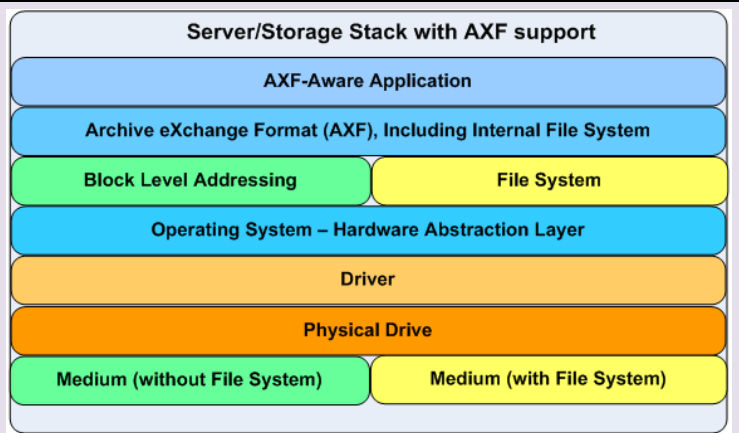 Server/Storage Stack with AXF support
AXF-Aware Application
Archive eXchange Format (AXF), Including Internal File System
Block Level Addressing
File System
Operating System – Hardware Abstraction Layer
Driver
Physical Drive
Medium (without File System)
Medium (with File System)